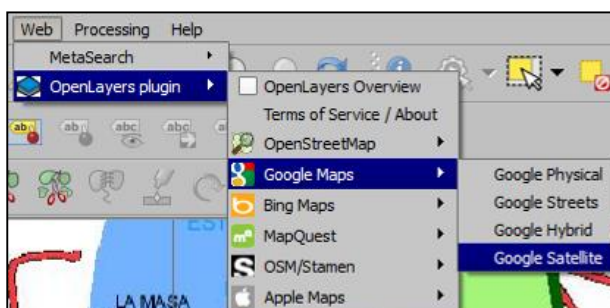 Web Processing Help
MetaSearch
OpenLayers plugin
OpenLayers Overview
Terms of Service / About
OpenStreetMap
Google Maps
Bing Maps
MapQuest
OSM/Stamen
Apple Maps
Google Physical
Google Streets
Google Hybrid
Google Satellite
abc
LA MASA